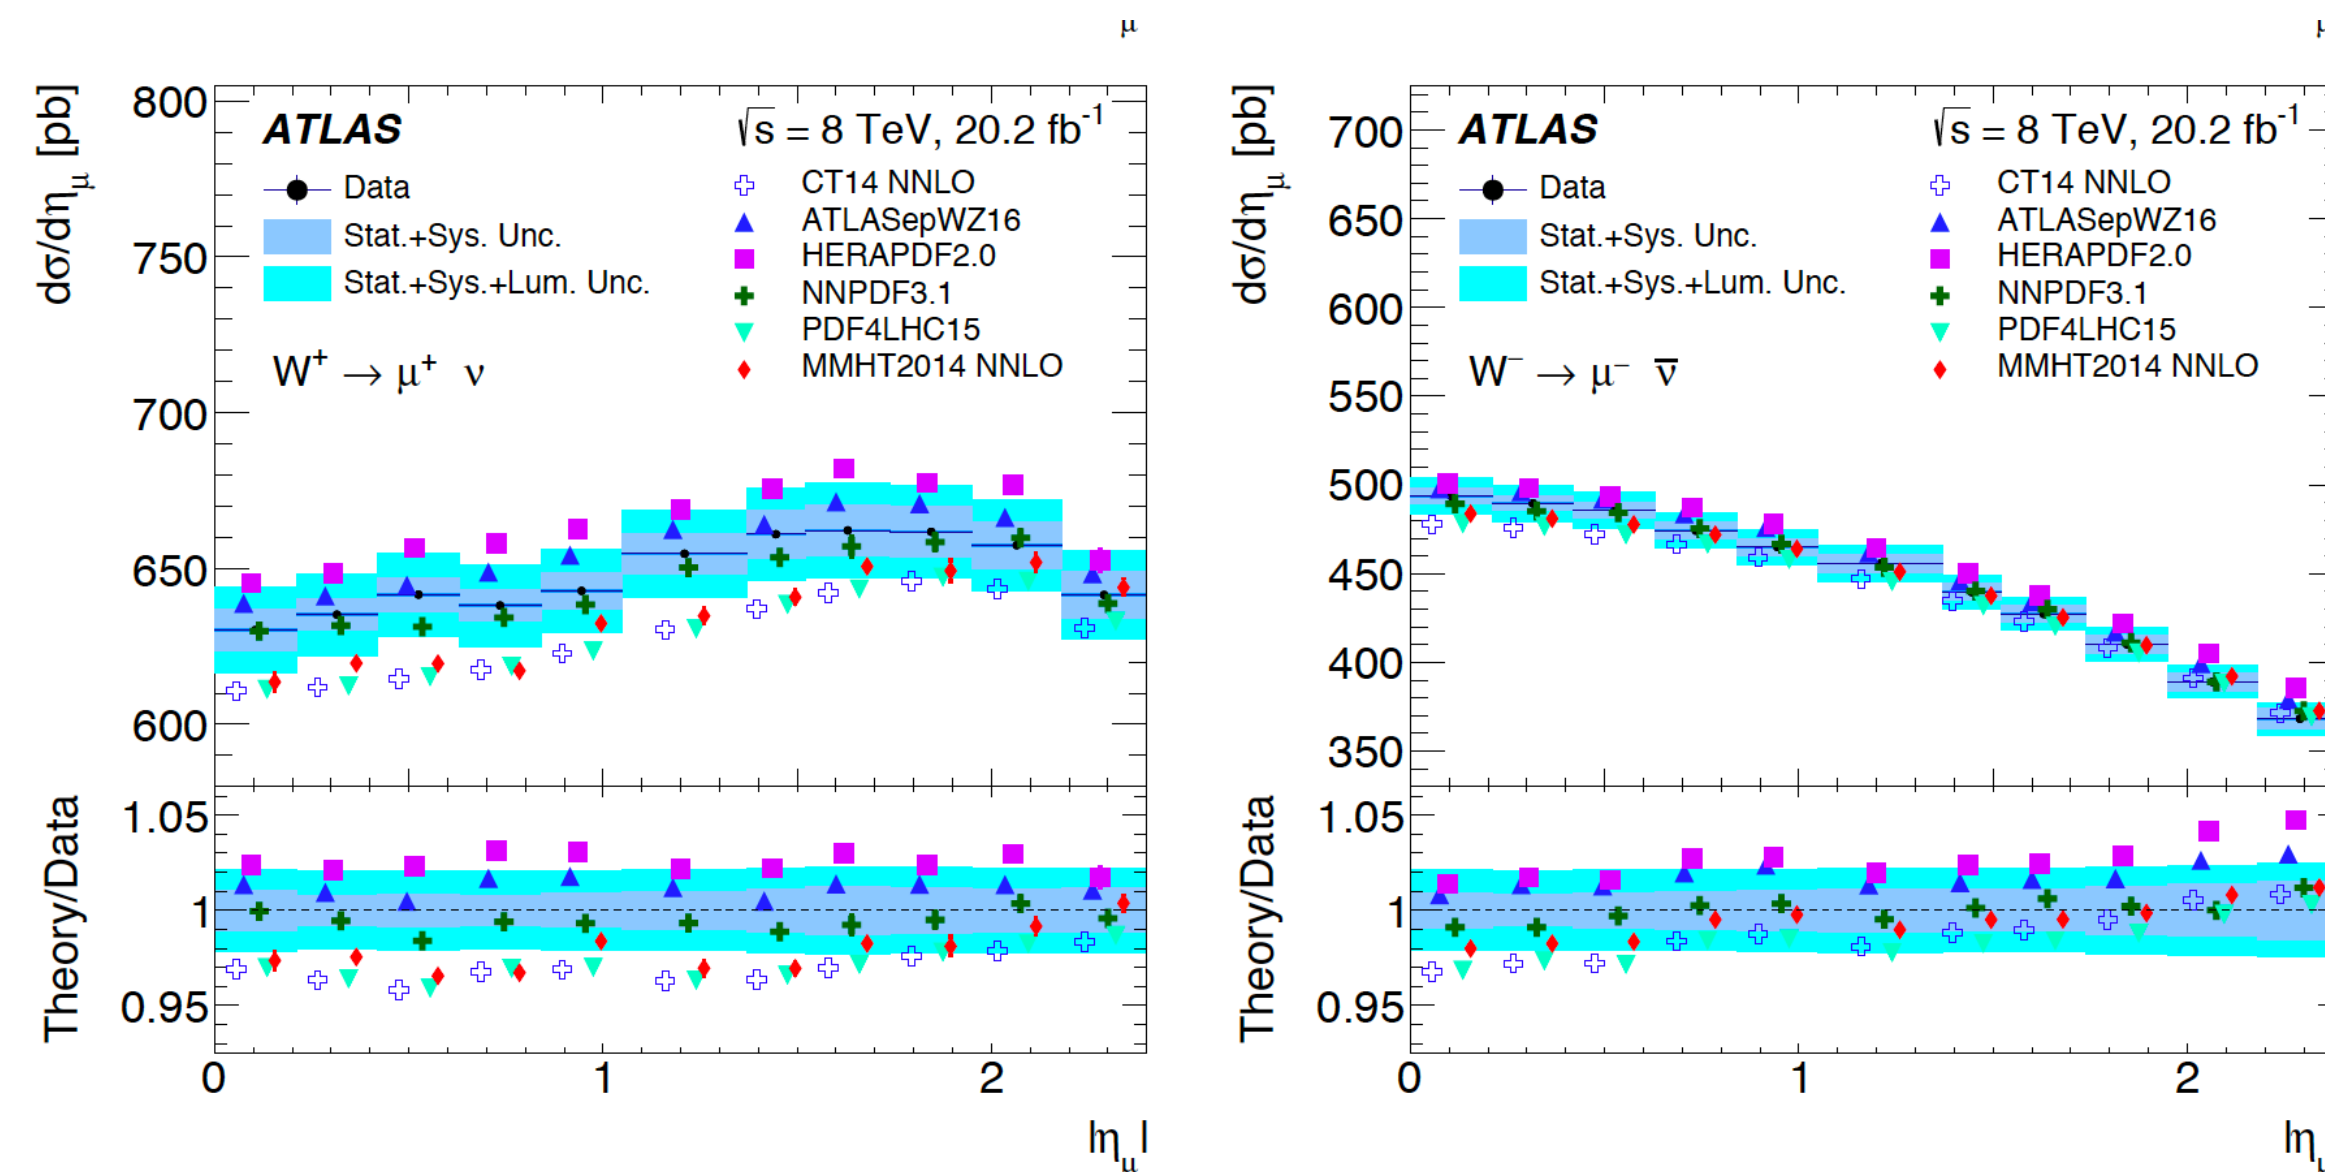 μ
dσ/dη_μ [pb]
800
750
700
650
600
ATLAS
√s = 8 TeV, 20.2 fb⁻¹
Data
Stat.+Sys. Unc.
Stat.+Sys.+Lum. Unc.
CT14 NNLO
ATLASepWZ16
HERAPDF2.0
NNPDF3.1
PDF4LHC15
MMHT2014 NNLO
W⁺ → μ⁺ ν
Theory/Data
1.05
1
0.95
0
1
2
|η_μ|
μ
dσ/dη_μ [pb]
700
650
600
550
500
450
400
350
ATLAS
√s = 8 TeV, 20.2 fb⁻¹
Data
Stat.+Sys. Unc.
Stat.+Sys.+Lum. Unc.
CT14 NNLO
ATLASepWZ16
HERAPDF2.0
NNPDF3.1
PDF4LHC15
MMHT2014 NNLO
W⁻ → μ⁻ ν̅
Theory/Data
1.05
1
0.95
0
1
2
|η_μ